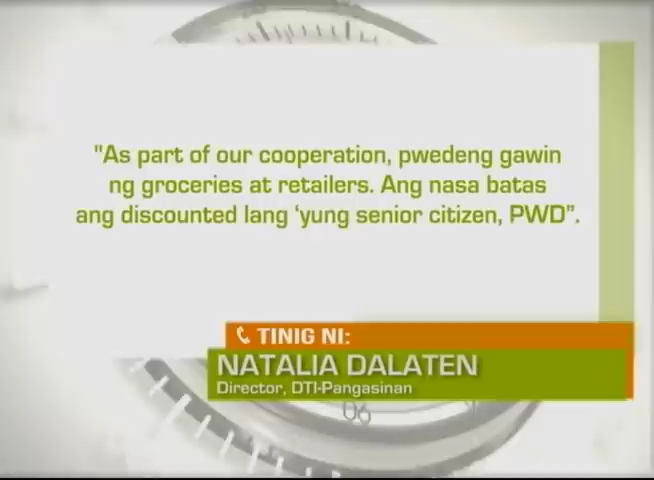 "As part of our cooperation, pwedeng gawin
ng groceries at retailers. Ang nasa batas
ang discounted lang 'yung senior citizen, PWD".
TINIG NI:
NATALIA DALATEN
Director, DTI-Pangasinan
06